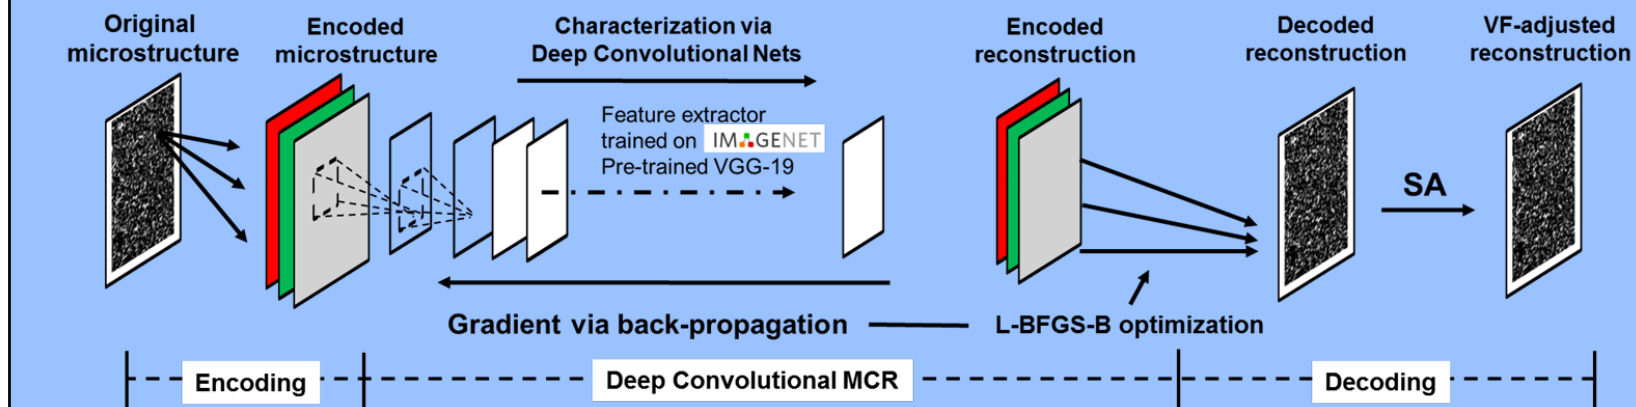 Original
microstructure
Encoded
microstructure
Characterization via
Deep Convolutional Nets
Encoded
reconstruction
Decoded
reconstruction
VF-adjusted
reconstruction
Feature extractor
trained on IMAGENET
Pre-trained VGG-19
SA
Gradient via back-propagation
L-BFGS-B optimization
Encoding
Deep Convolutional MCR
Decoding